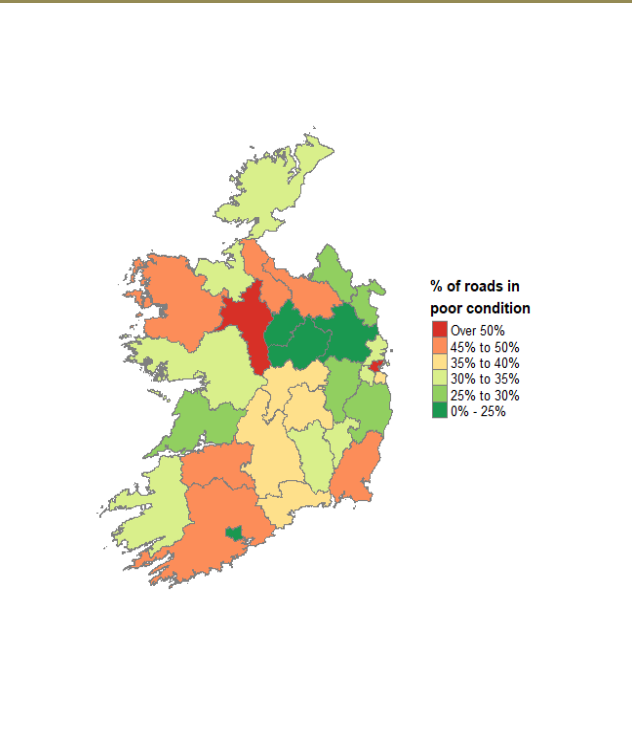 % of roads in
poor condition
Over 50%
45% to 50%
35% to 40%
30% to 35%
25% to 30%
0% - 25%